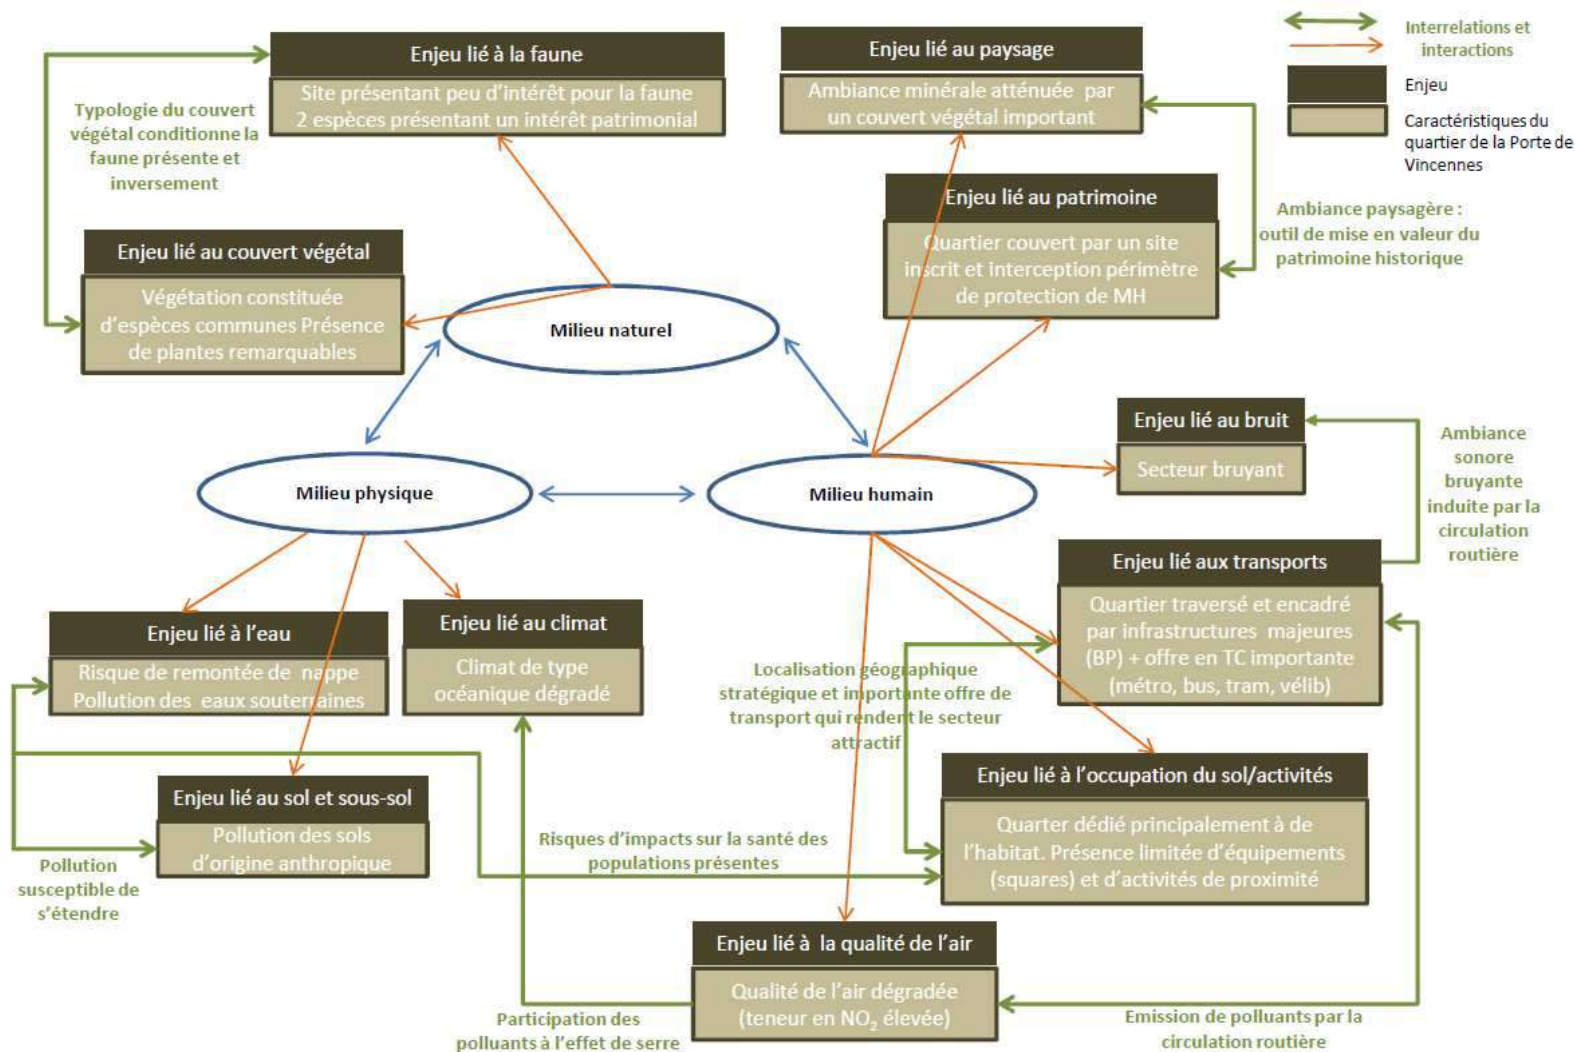 Enjeu lié à la faune
Site présentant peu d'intérêt pour la faune
2 espèces présentant un intérêt patrimonial
Typologie du couvert
végétal conditionne la
faune présente et
inversement
Enjeu lié au couvert végétal
Végétation constituée
d'espèces communes Présence
de plantes remarquables
Enjeu lié au paysage
Ambiance minérale atténuée par
un couvert végétal important
Enjeu lié au patrimoine
Quartier couvert par un site
inscrit et interception périmètre
de protection de MH
Interrelations et
interactions
Enjeu
Caractéristiques du
quartier de la Porte de
Vincennes
Ambiance paysagère :
outil de mise en valeur du
patrimoine historique
Milieu naturel
Milieu physique
Milieu humain
Enjeu lié au bruit
Secteur bruyant
Ambiance
sonore
bruyante
induite par la
circulation
routière
Enjeu lié aux transports
Quartier traversé et encadré
par infrastructures majeures
(BP) + offre en TC importante
(métro, bus, tram, vélib)
Enjeu lié à l'eau
Risque de remontée de nappe
Pollution des eaux souterraines
Enjeu lié au climat
Climat de type
océanique dégradé
Localisation géographique
stratégique et importante offre de
transport qui rendent le secteur
attractif
Enjeu lié au sol et sous-sol
Pollution des sols
d'origine anthropique
Pollution
susceptible de
s'étendre
Risques d'impacts sur la santé des
populations présentes
Enjeu lié à l'occupation du sol/activités
Quarter dédié principalement à de
l'habitat. Présence limitée d'équipements
(squares) et d'activités de proximité
Enjeu lié à la qualité de l'air
Qualité de l'air dégradée
(teneur en NO₂ élevée)
Participation des
polluants à l'effet de serre
Emission de polluants par la
circulation routière